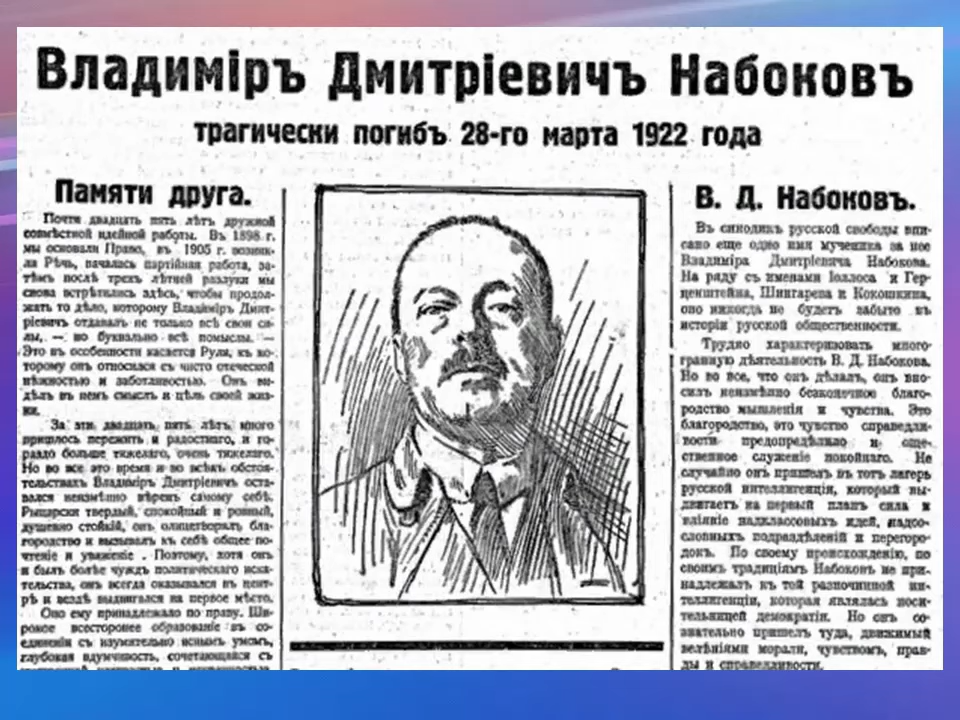 Владиміръ Дмитріевичъ Набоковъ
трагически погибъ 28-го марта 1922 года
Памяти друга.
Почти двадцать пять лѣтъ дружной
совмѣстной идейной работы. Въ 1898 г.
мы основали Право, въ 1905 г. возник-
ла Рѣчь, началась партійная работа, за-
тѣмъ послѣ трехъ лѣтней разлуки мы
снова встрѣтились здѣсь, чтобы продол-
жать то дѣло, которому Владиміръ Дмит-
ріевичъ отдавалъ не только всѣ свои си-
лы, — но буквально всѣ помыслы. —
Это въ особенности касается Руля, къ ко-
торому онъ относился съ чисто отеческой
нѣжностью и заботливостью. Онъ ви-
дѣлъ въ немъ смыслъ и цѣль своей жиз-
ни.
За эти двадцать пять лѣтъ много
пришлось пережить и радостнаго, и го-
раздо больше тяжелаго, очень тяжелаго.
Но во все это время и во всѣхъ обстоя-
тельствахъ Владиміръ Дмитріевичъ оста-
вался неизмѣнно вѣренъ самому себѣ.
Рыцарски твердый, спокойный и ровный,
душевно стойкій, онъ олицетворялъ бла-
городство и вызывалъ къ себѣ общее по-
чтеніе и уваженіе. Поэтому, хотя онъ
и былъ болѣе чуждъ политическаго иска-
тельства, онъ всегда оказывался въ цент-
рѣ и вездѣ выдвигался на первое мѣсто.
Оно ему принадлежало по праву. Ши-
рокое всесторонее образованіе въ со-
единеніи съ изумительно яснымъ умомъ,
глубокая вдумчивость, сочетающаяся съ
В. Д. Набоковъ.
Въ синодикъ русской свободы впи-
сано еще одно имя мученика за нее
Владиміра Дмитріевича Набокова.
На ряду съ именами Іоллоса и Гер-
ценштейна, Шингарева и Кокошкина,
оно никогда не будетъ забыто въ
исторіи русской общественности.
Трудно характеризовать много-
гранную дѣятельность В. Д. Набокова.
Но во все, что онъ дѣлалъ, онъ вно-
силъ неизмѣнно безконечное благо-
родство мышленія и чувства. Это
благородство, это чувство справедли-
вости предопредѣлило и обще-
ственное служеніе покойнаго. Не
случайно онъ пришелъ въ тотъ лагерь
русской интеллигенціи, который вы-
двигаетъ на первый планъ сила и
вліяніе надклассовыхъ идей, надсо-
словныхъ подраздѣленій и перегоро-
докъ. По своему происхожденію, по
своимъ традиціямъ Набоковъ не при-
надлежалъ къ той разночинной ин-
теллигенціи, которая являлась носи-
тельницей демократіи. Но онъ со-
знательно пришелъ туда, движимый
велѣніями морали, чувствомъ, прав-
ды и справедливости.